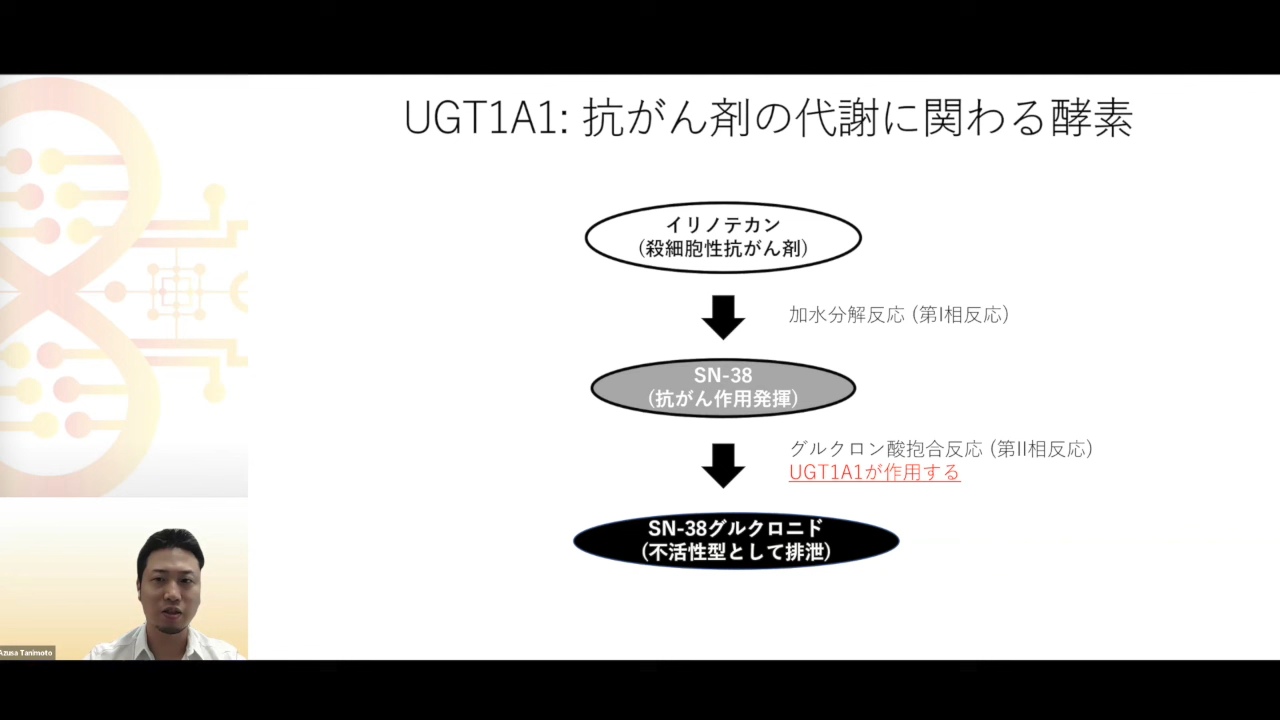 UGT1A1: 抗がん剤の代謝に関わる酵素
イリノテカン
(殺細胞性抗がん剤)
加水分解反応 (第I相反応)
SN-38
(抗がん作用発揮)
グルクロン酸抱合反応 (第II相反応)
UGT1A1が作用する
SN-38グルクロニド
(不活性型として排泄)
Azusa Tanimoto